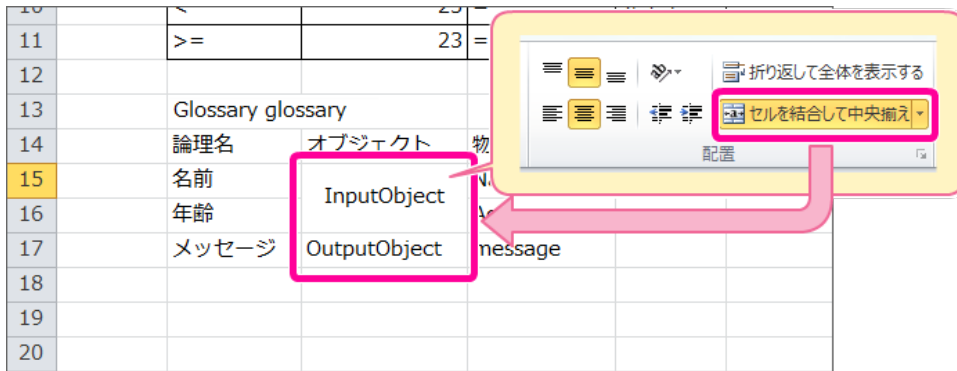 11 >= 23 =
折り返して全体を表示する
セルを結合して中央揃え
配置
12
13 Glossary glossary
14 論理名 オブジェクト 物
15 名前 InputObject
16 年齢
17 メッセージ OutputObject message
18
19
20